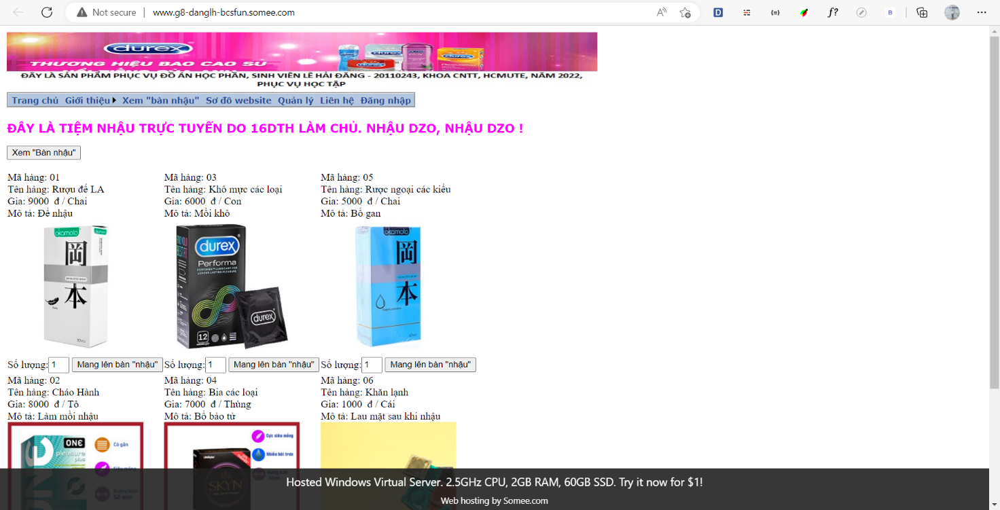 Not secure
www.g8-danglh-bcsfun.somee.com
durex
THƯƠNG HIỆU BAO CAO SU
ĐÂY LÀ SẢN PHẨM PHỤC VỤ ĐỒ ÁN HỌC PHẦN, SINH VIÊN LÊ HẢI ĐĂNG - 20110243, KHOA CNTT, HCMUTE, NĂM 2022,
PHỤC VỤ HỌC TẬP
Trang chủ Giới thiệu Xem "bàn nhậu" Sơ đồ website Quản lý Liên hệ Đăng nhập
ĐÂY LÀ TIỆM NHẬU TRỰC TUYẾN DO 16DTH LÀM CHỦ. NHẬU DZO, NHẬU DZO !
Xem "Bàn nhậu"
Mã hàng: 01
Tên hàng: Rượu đế LA
Gia: 9000 đ / Chai
Mô tả: Để nhậu
okamoto
岡
本
Số lượng: 1 Mang lên bàn "nhậu"
Mã hàng: 03
Tên hàng: Khô mực các loại
Gia: 6000 đ / Con
Mô tả: Mồi khô
durex
Performa
12
durex
Số lượng: 1 Mang lên bàn "nhậu"
Mã hàng: 05
Tên hàng: Rược ngoại các kiểu
Gia: 5000 đ / Chai
Mô tả: Bổ gan
okamoto
岡
本
Số lượng: 1 Mang lên bàn "nhậu"
Mã hàng: 02
Tên hàng: Cháo Hành
Gia: 8000 đ / Tô
Mô tả: Làm mồi nhậu
ONE
pleasure
plus
Có gân
Mã hàng: 04
Tên hàng: Bia các loại
Gia: 7000 đ / Thùng
Mô tả: Bổ bảo tử
Cực siêu mỏng
Nhiều bôi trơn
SKYN
Mã hàng: 06
Tên hàng: Khăn lạnh
Gia: 1000 đ / Cái
Mô tả: Lau mặt sau khi nhậu
Hosted Windows Virtual Server. 2.5GHz CPU, 2GB RAM, 60GB SSD. Try it now for $1!
Web hosting by Somee.com